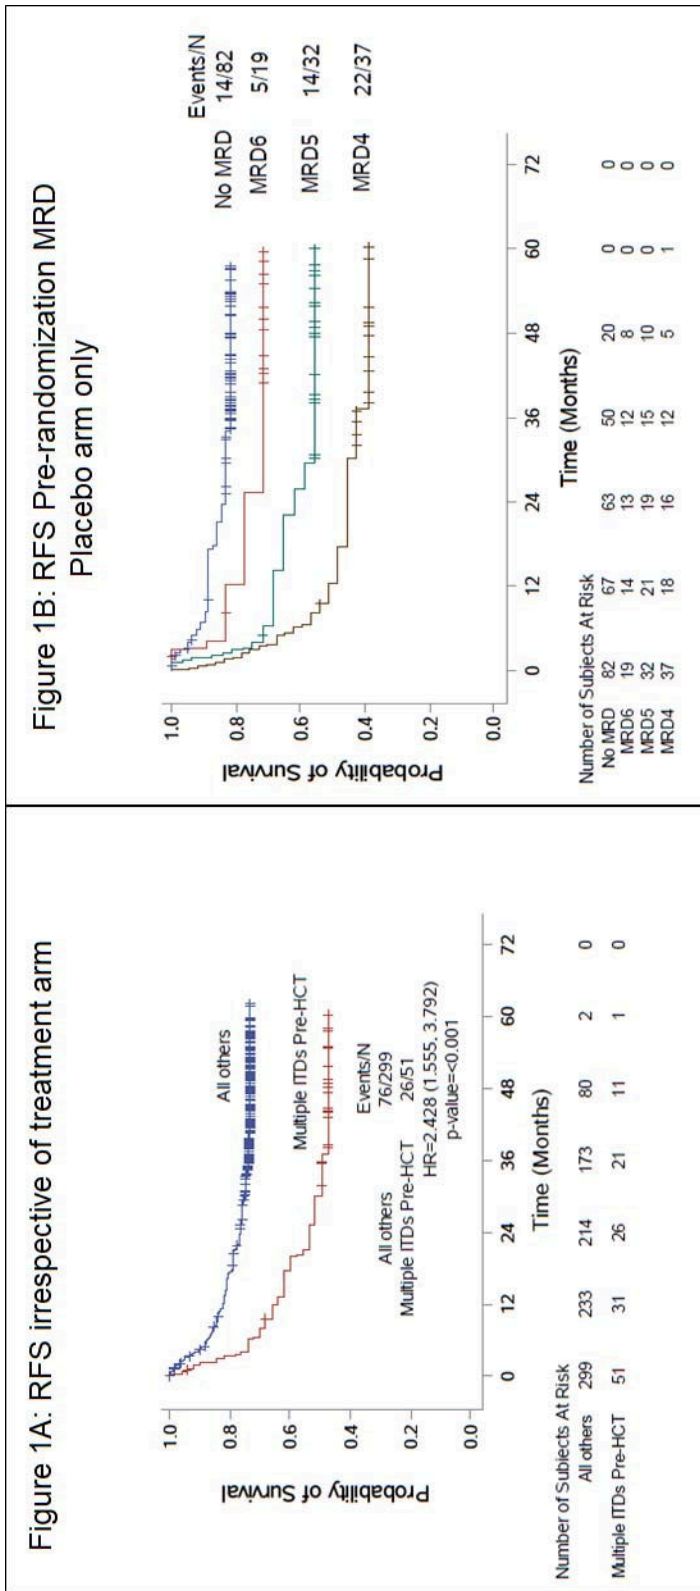 Figure 1A: RFS irrespective of treatment arm
Probability of Survival
1.0
0.8
0.6
0.4
0.2
0.0
All others
Multiple ITDs Pre-HCT
Events/N
All others 76/299
Multiple ITDs Pre-HCT 26/51
HR=2.428 (1.555, 3.792)
p-value=<0.001
0 12 24 36 48 60 72
Time (Months)
Number of Subjects At Risk
All others 299 233 214 173 80 2 0
Multiple ITDs Pre-HCT 51 31 26 21 11 1 0
Figure 1B: RFS Pre-randomization MRD
Placebo arm only
Probability of Survival
1.0
0.8
0.6
0.4
0.2
0.0
Events/N
No MRD 14/82
MRD6 5/19
MRD5 14/32
MRD4 22/37
0 12 24 36 48 60 72
Time (Months)
Number of Subjects At Risk
No MRD 82 67 63 50 20 0 0
MRD6 19 14 13 12 8 0 0
MRD5 32 21 19 15 10 0 0
MRD4 37 18 16 12 5 1 0